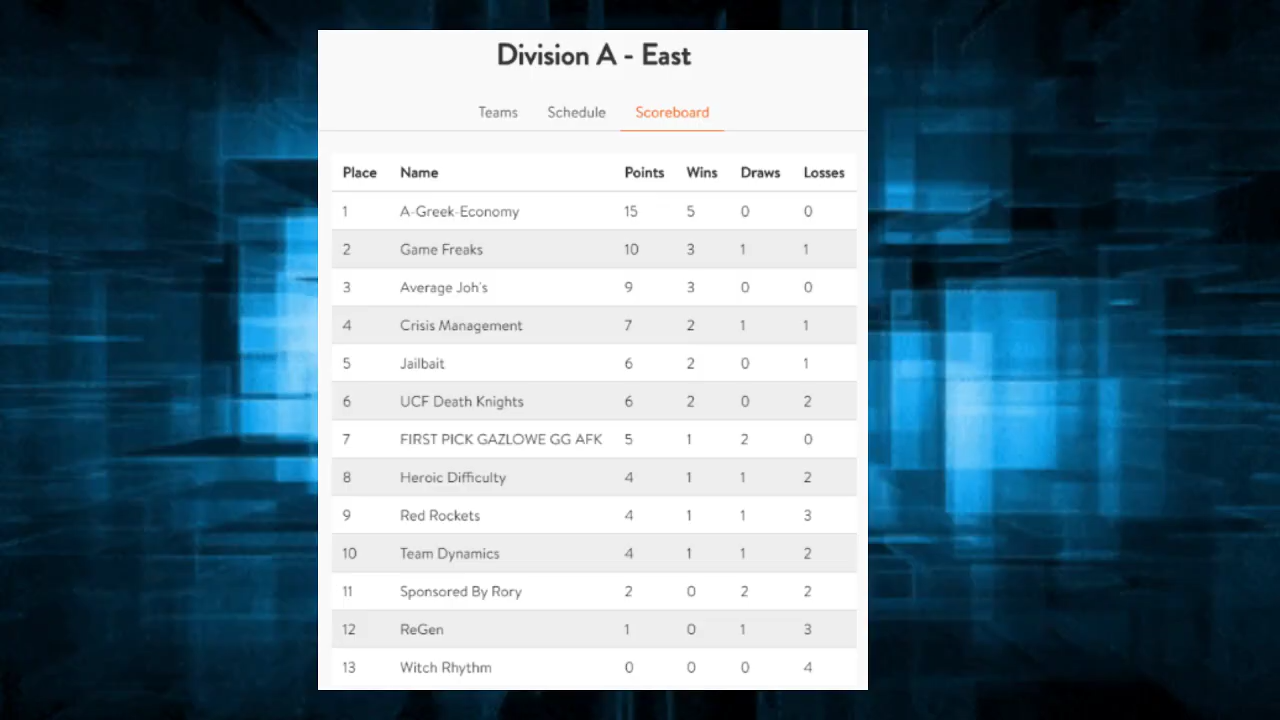 Division A - East
Teams Schedule Scoreboard
Place Name Points Wins Draws Losses
1 A-Greek-Economy 15 5 0 0
2 Game Freaks 10 3 1 1
3 Average Joh's 9 3 0 0
4 Crisis Management 7 2 1 1
5 Jailbait 6 2 0 1
6 UCF Death Knights 6 2 0 2
7 FIRST PICK GAZLOWE GG AFK 5 1 2 0
8 Heroic Difficulty 4 1 1 2
9 Red Rockets 4 1 1 3
10 Team Dynamics 4 1 1 2
11 Sponsored By Rory 2 0 2 2
12 ReGen 1 0 1 3
13 Witch Rhythm 0 0 0 4